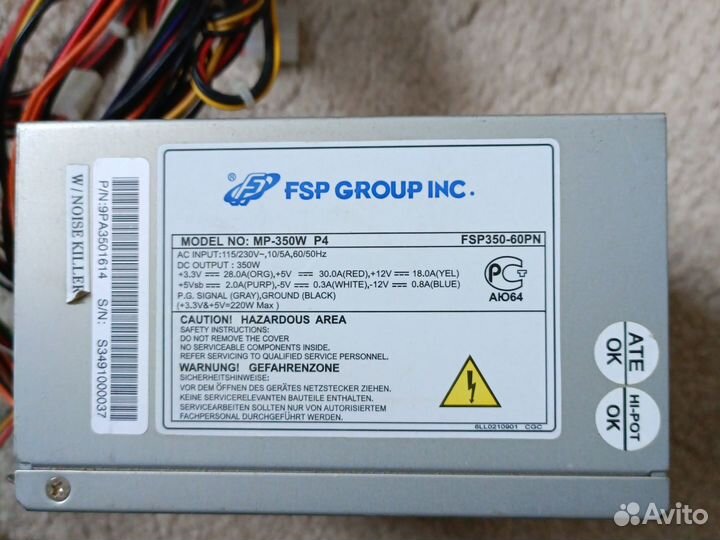 W/ NOISE KILLER
P/N:9PA3501614
S/N: S3491000037
® FSP GROUP INC.
MODEL NO: MP-350W P4 FSP350-60PN
AC INPUT:115/230V~,10/5A,60/50Hz
DC OUTPUT : 350W
+3.3V ⎓ 28.0A(ORG),+5V ⎓ 30.0A(RED),+12V ⎓ 18.0A(YEL)
+5Vsb ⎓ 2.0A(PURP),-5V ⎓ 0.3A(WHITE),-12V ⎓ 0.8A(BLUE)
P.G. SIGNAL (GRAY),GROUND (BLACK)
(+3.3V&+5V=220W Max )
АЮ64
CAUTION! HAZARDOUS AREA
SAFETY INSTRUCTIONS:
DO NOT REMOVE THE COVER
NO SERVICEABLE COMPONENTS INSIDE.
REFER SERVICING TO QUALIFIED SERVICE PERSONNEL.
WARNUNG! GEFAHRENZONE
SICHERHEITSHINWEISE:
VOR DEM ÖFFNEN DES GERÄTES NETZSTECKER ZIEHEN.
KEINE SERVICERELEVANTEN BAUTEILE ENTHALTEN.
SERVICEARBEITEN SOLLTEN NUR VON AUTORISIERTEM
FACHPERSONAL DURCHGEFÜHRT WERDEN.
6LL0210901 CGC
ATE
OK
HI-POT
OK
Avito